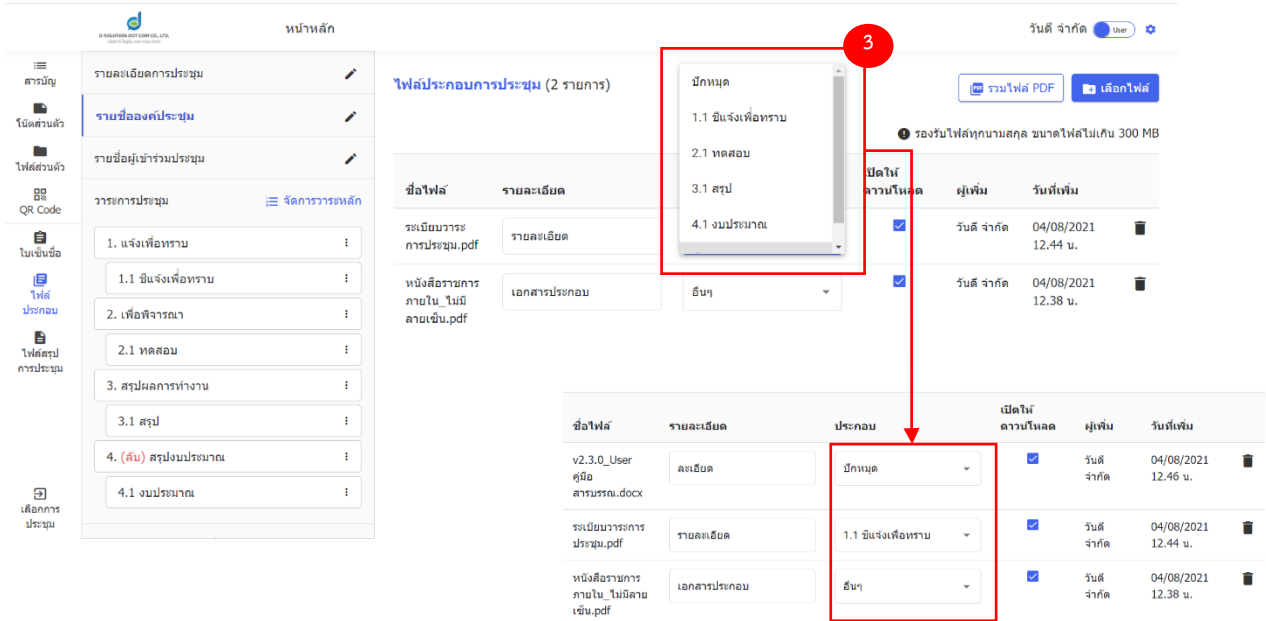 D-SOLUTION DIST COM CO.,LTD.
หน้าหลัก
วันดี จำกัด
User
3
สารบัญ
โน้ตส่วนตัว
ไฟล์ส่วนตัว
QR Code
ใบเซ็นชื่อ
ไฟล์
ประกอบ
ไฟล์สรุป
การประชุม
เลือกการ
ประชุม
รายละเอียดการประชุม
รายชื่อองค์ประชุม
รายชื่อผู้เข้าร่วมประชุม
วาระการประชุม
จัดการวาระหลัก
1. แจ้งเพื่อทราบ
1.1 ชี้แจ้งเพื่อทราบ
2. เพื่อพิจารณา
2.1 ทดสอบ
3. สรุปผลการทำงาน
3.1 สรุป
4. (ลับ) สรุปงบประมาณ
4.1 งบประมาณ
ไฟล์ประกอบการประชุม (2 รายการ)
รวมไฟล์ PDF
เลือกไฟล์
รองรับไฟล์ทุกนามสกุล ขนาดไฟล์ไม่เกิน 300 MB
ปักหมุด
1.1 ชี้แจ้งเพื่อทราบ
2.1 ทดสอบ
3.1 สรุป
4.1 งบประมาณ
ชื่อไฟล์ รายละเอียด เปิดให้ ดาวน์โหลด ผู้เพิ่ม วันที่เพิ่ม
ระเบียบวาระ รายละเอียด วันดี จำกัด 04/08/2021
การประชุม.pdf 12.44 น.
หนังสือราชการ เอกสารประกอบ อื่นๆ วันดี จำกัด 04/08/2021
ภายใน_ไม่มี 12.38 น.
ลายเซ็น.pdf
เปิดให้
ชื่อไฟล์ รายละเอียด ประกอบ ดาวน์โหลด ผู้เพิ่ม วันที่เพิ่ม
v2.3.0_User ละเอียด ปักหมุด วันดี 04/08/2021
คู่มือ จำกัด 12.46 น.
สารบรรณ.docx
ระเบียบวาระการ รายละเอียด 1.1 ชี้แจ้งเพื่อทราบ วันดี 04/08/2021
ประชุม.pdf จำกัด 12.44 น.
หนังสือราชการ เอกสารประกอบ อื่นๆ วันดี 04/08/2021
ภายใน_ไม่มีลาย จำกัด 12.38 น.
เซ็น.pdf